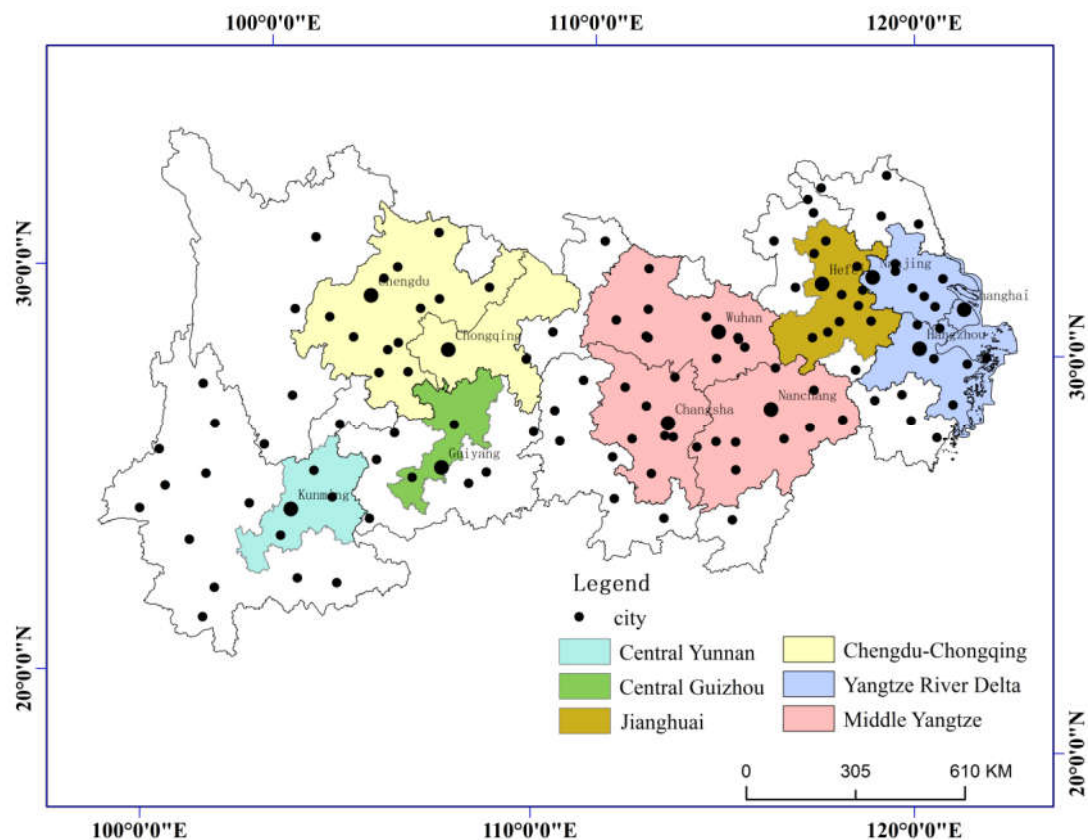 100°0'0"E 110°0'0"E 120°0'0"E
30°0'0"N
30°0'0"N
20°0'0"N
20°0'0"N
Chengdu
Chongqing
Guiyang
Kunming
Wuhan
Changsha
Nanchang
Nanjing
Shanghai
Hangzhou
Legend
city
Central Yunnan
Central Guizhou
Jianghuai
Chengdu-Chongqing
Yangtze River Delta
Middle Yangtze
0 305 610 KM
100°0'0"E 110°0'0"E 120°0'0"E